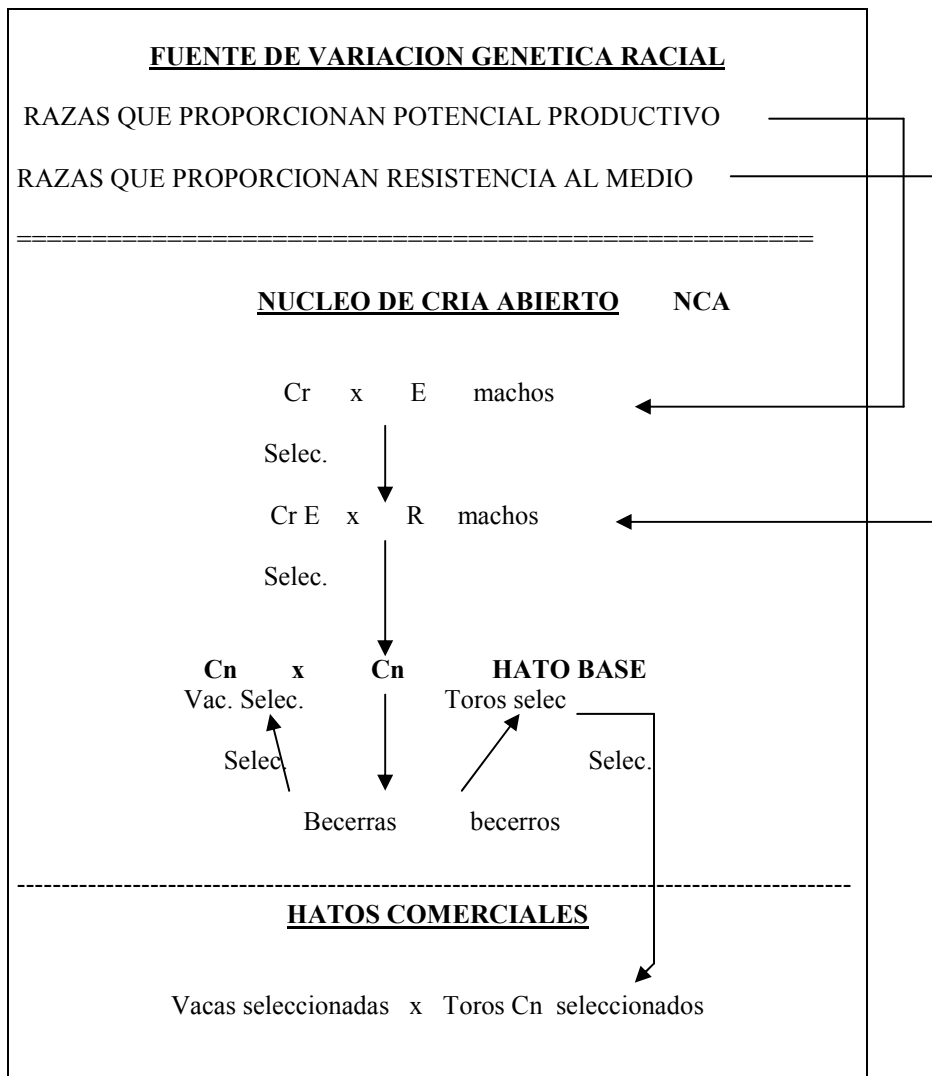 FUENTE DE VARIACION GENETICA RACIAL
RAZAS QUE PROPORCIONAN POTENCIAL PRODUCTIVO
RAZAS QUE PROPORCIONAN RESISTENCIA AL MEDIO
NUCLEO DE CRIA ABIERTO NCA
Cr x E machos
Selec.
Cr E x R machos
Selec.
Cn x Cn HATO BASE
Vac. Selec. Toros selec
Selec. Selec.
Becerras becerros
HATOS COMERCIALES
Vacas seleccionadas x Toros Cn seleccionados